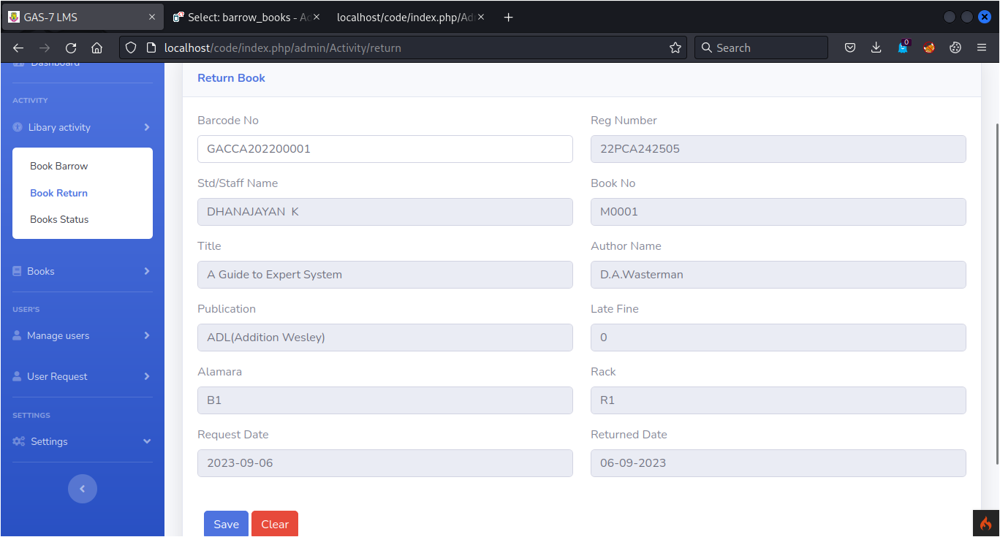 GAS-7 LMS
Select: barrow_books - Ad
localhost/code/index.php/Ad
localhost/code/index.php/admin/Activity/return
Search
0
Dashboard
ACTIVITY
Libary activity
Book Barrow
Book Return
Books Status
Books
USER'S
Manage users
User Request
SETTINGS
Settings
Return Book
Barcode No
Reg Number
GACCA202200001
22PCA242505
Std/Staff Name
Book No
DHANAJAYAN K
M0001
Title
Author Name
A Guide to Expert System
D.A.Wasterman
Publication
Late Fine
ADL(Addition Wesley)
0
Alamara
Rack
B1
R1
Request Date
Returned Date
2023-09-06
06-09-2023
Save
Clear